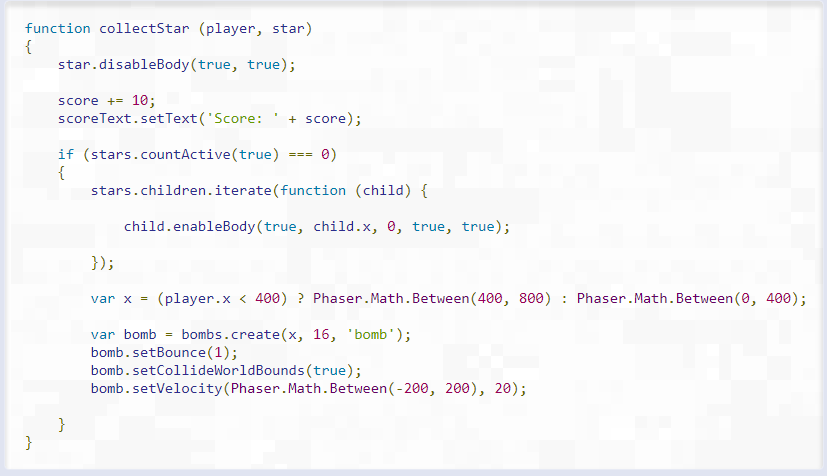 function collectStar (player, star)
{
    star.disableBody(true, true);

    score += 10;
    scoreText.setText('Score: ' + score);

    if (stars.countActive(true) === 0)
    {
        stars.children.iterate(function (child) {

            child.enableBody(true, child.x, 0, true, true);

        });

        var x = (player.x < 400) ? Phaser.Math.Between(400, 800) : Phaser.Math.Between(0, 400);

        var bomb = bombs.create(x, 16, 'bomb');
        bomb.setBounce(1);
        bomb.setCollideWorldBounds(true);
        bomb.setVelocity(Phaser.Math.Between(-200, 200), 20);

    }
}